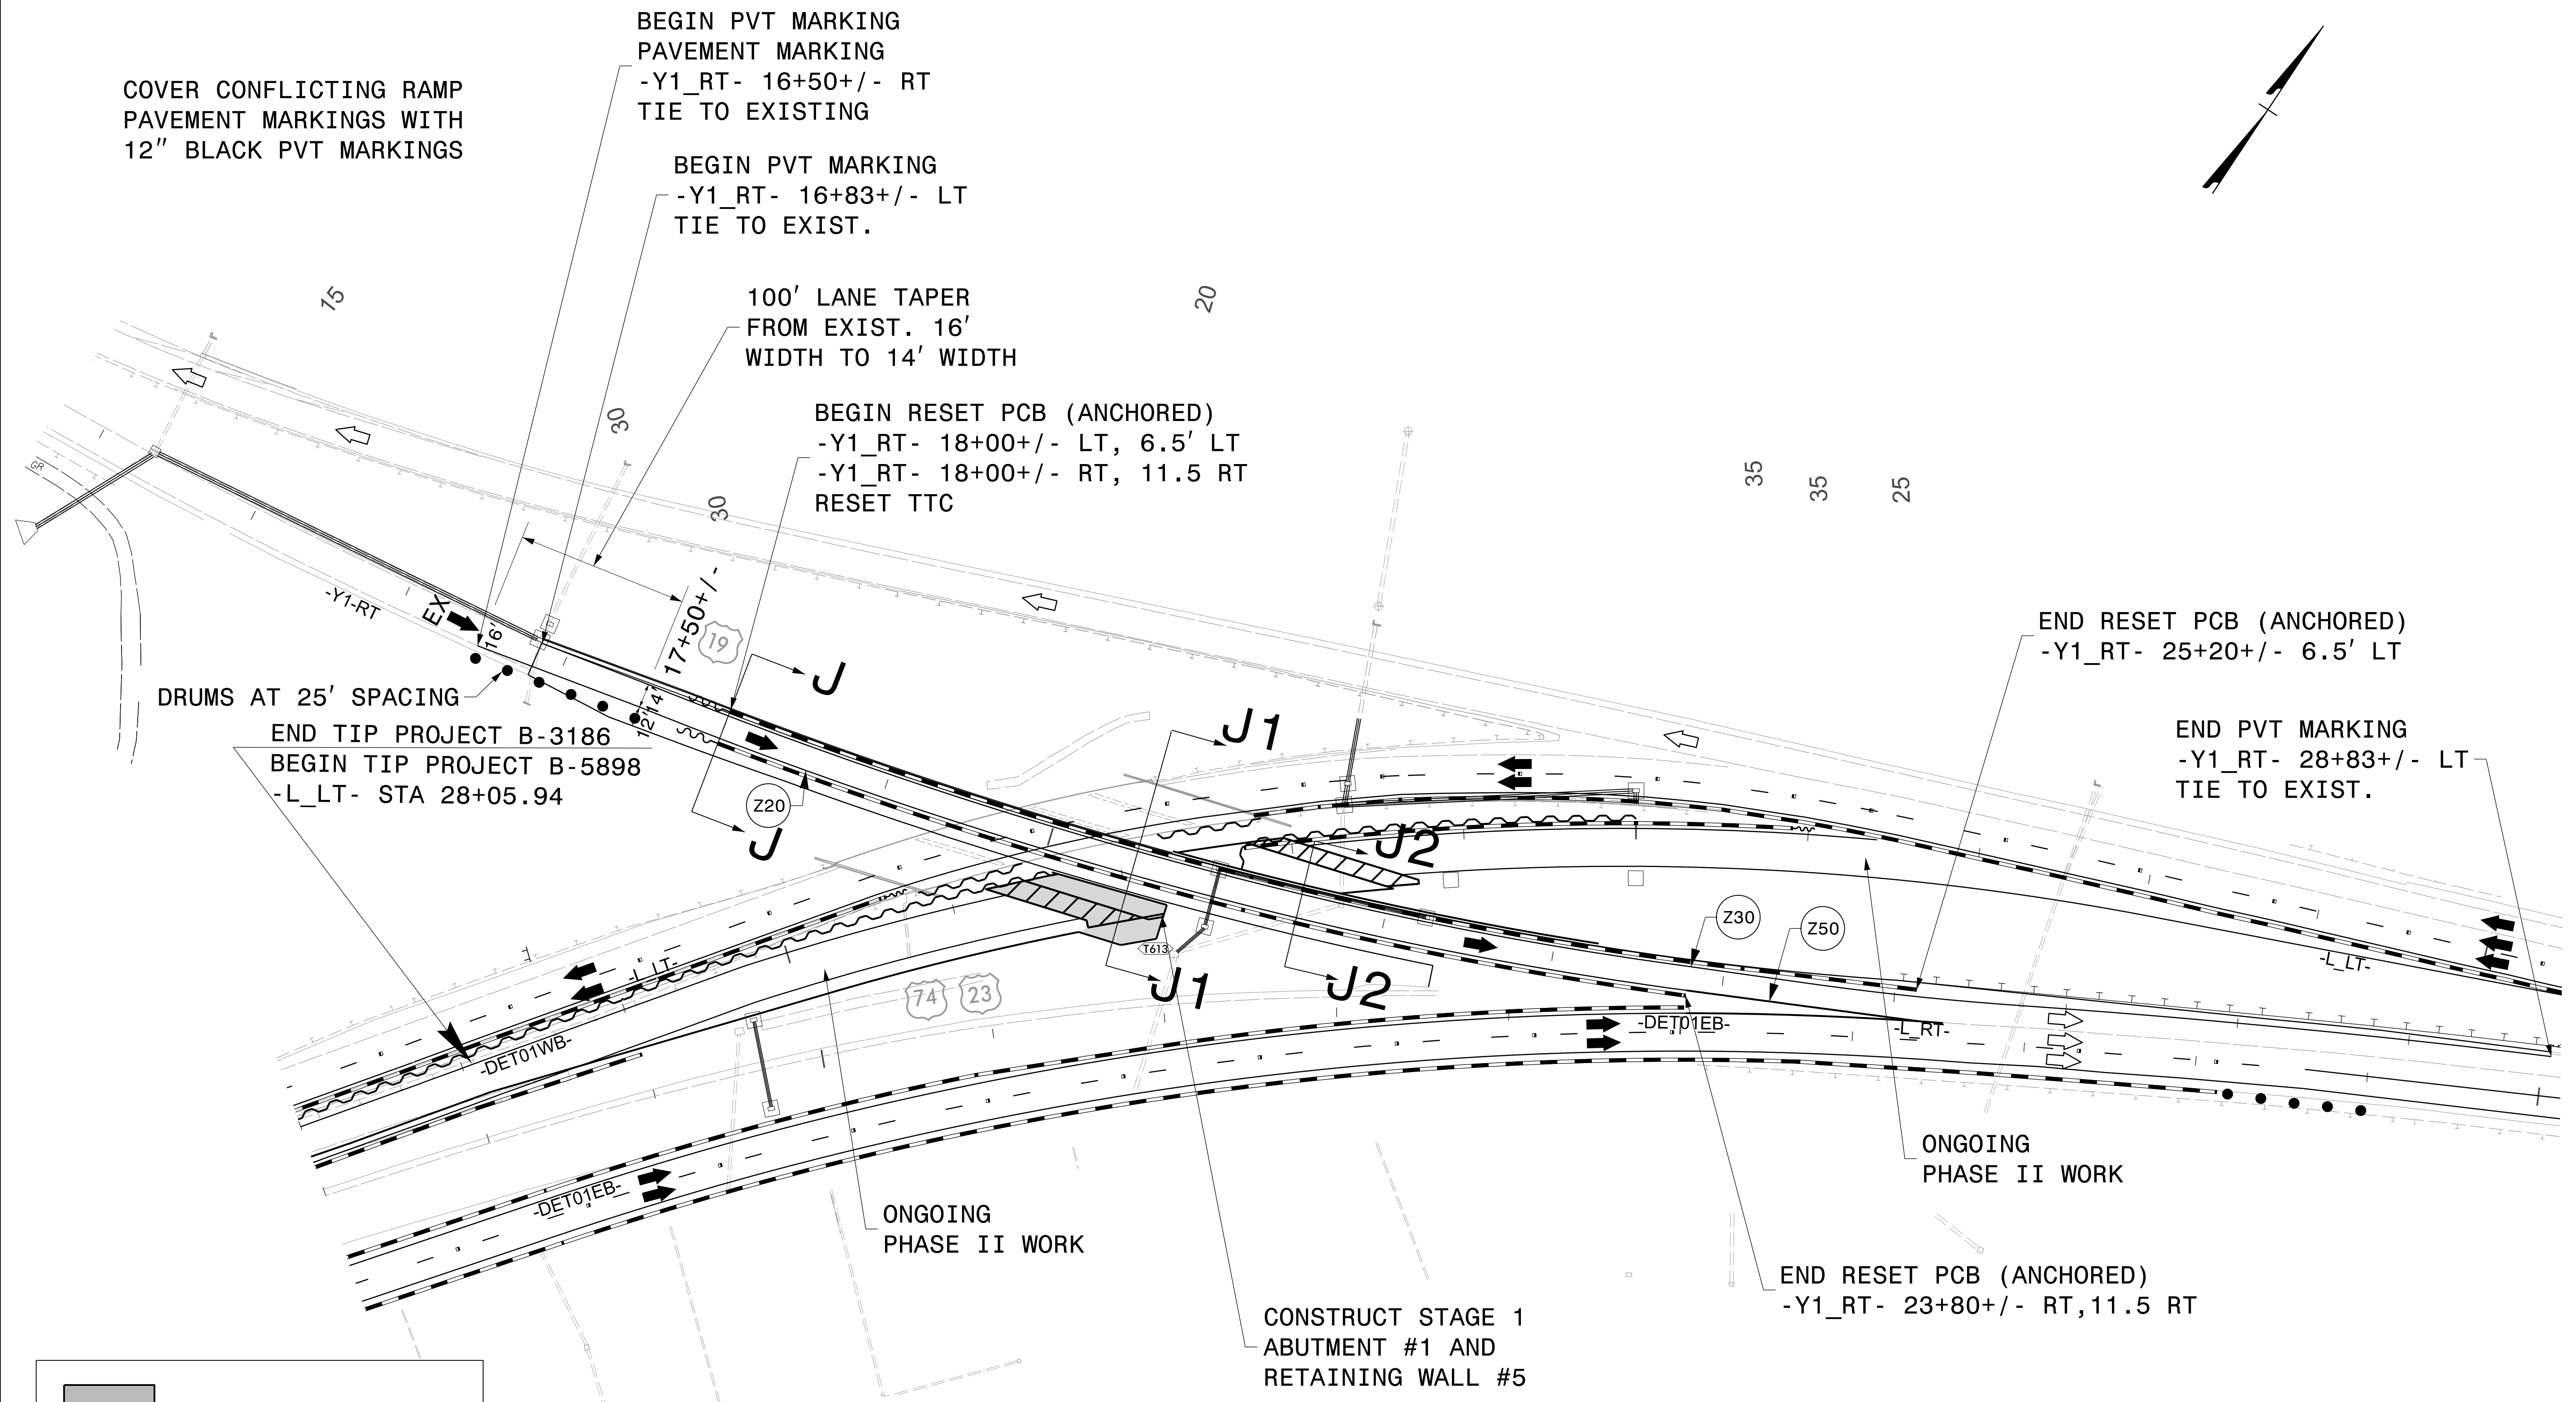 BEGIN PVT MARKING
PAVEMENT MARKING
-Y1_RT- 16+50+/- RT
TIE TO EXISTING
COVER CONFLICTING RAMP
PAVEMENT MARKINGS WITH
12" BLACK PVT MARKINGS
BEGIN PVT MARKING
-Y1_RT- 16+83+/- LT
TIE TO EXIST.
100' LANE TAPER
FROM EXIST. 16'
WIDTH TO 14' WIDTH
BEGIN RESET PCB (ANCHORED)
-Y1_RT- 18+00+/- LT, 6.5' LT
-Y1_RT- 18+00+/- RT, 11.5 RT
RESET TTC
15
20
30
30
35
35
25
GR
-Y1-RT
EX
16'
17+50+/-
19
14'
12'
J
J
J1
J1
J2
J2
DRUMS AT 25' SPACING
END TIP PROJECT B-3186
BEGIN TIP PROJECT B-5898
-L_LT- STA 28+05.94
Z20
END RESET PCB (ANCHORED)
-Y1_RT- 25+20+/- 6.5' LT
END PVT MARKING
-Y1_RT- 28+83+/- LT
TIE TO EXIST.
Z30
Z50
T613
-L_LT-
-L_LT-
74
23
-DET01WB-
-DET01EB-
-L_RT-
-DET01EB-
ONGOING
PHASE II WORK
ONGOING
PHASE II WORK
END RESET PCB (ANCHORED)
-Y1_RT- 23+80+/- RT,11.5 RT
CONSTRUCT STAGE 1
ABUTMENT #1 AND
RETAINING WALL #5